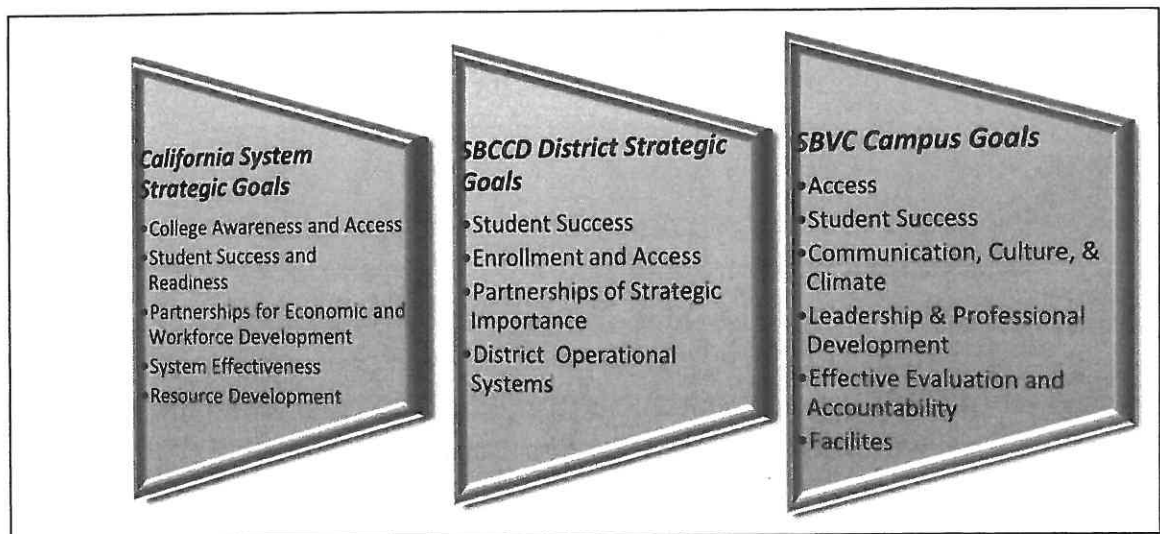 California System
Strategic Goals
•College Awareness and Access
•Student Success and
Readiness
•Partnerships for Economic and
Workforce Development
•System Effectiveness
•Resource Development
SBCCD District Strategic
Goals
•Student Success
•Enrollment and Access
•Partnerships of Strategic
Importance
•District Operational
Systems
SBVC Campus Goals
•Access
•Student Success
•Communication, Culture, &
Climate
•Leadership & Professional
Development
•Effective Evaluation and
Accountability
•Facilites